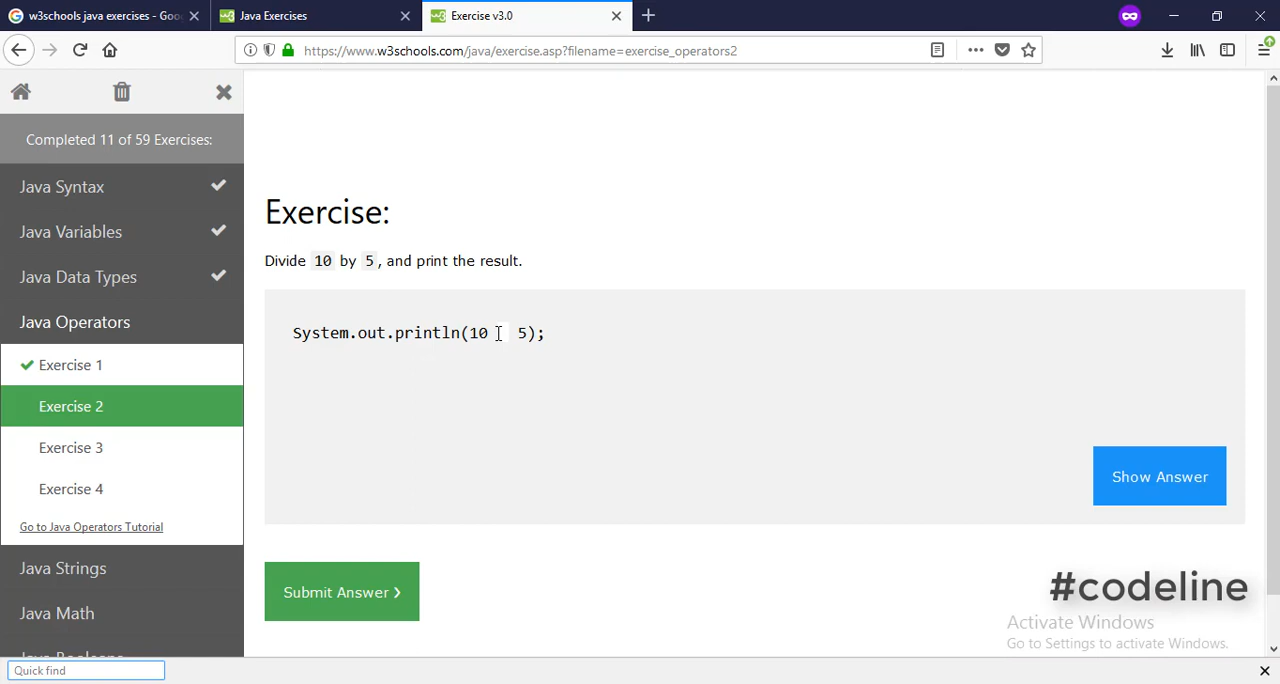 w3schools java exercises - Goo
Java Exercises
Exercise v3.0
https://www.w3schools.com/java/exercise.asp?filename=exercise_operators2
Completed 11 of 59 Exercises:
Java Syntax
Java Variables
Java Data Types
Java Operators
Exercise 1
Exercise 2
Exercise 3
Exercise 4
Go to Java Operators Tutorial
Java Strings
Java Math
Java Booleans
Exercise:
Divide 10 by 5, and print the result.
System.out.println(10   5);
Show Answer
Submit Answer ❯
#codeline
Activate Windows
Go to Settings to activate Windows.
Quick find